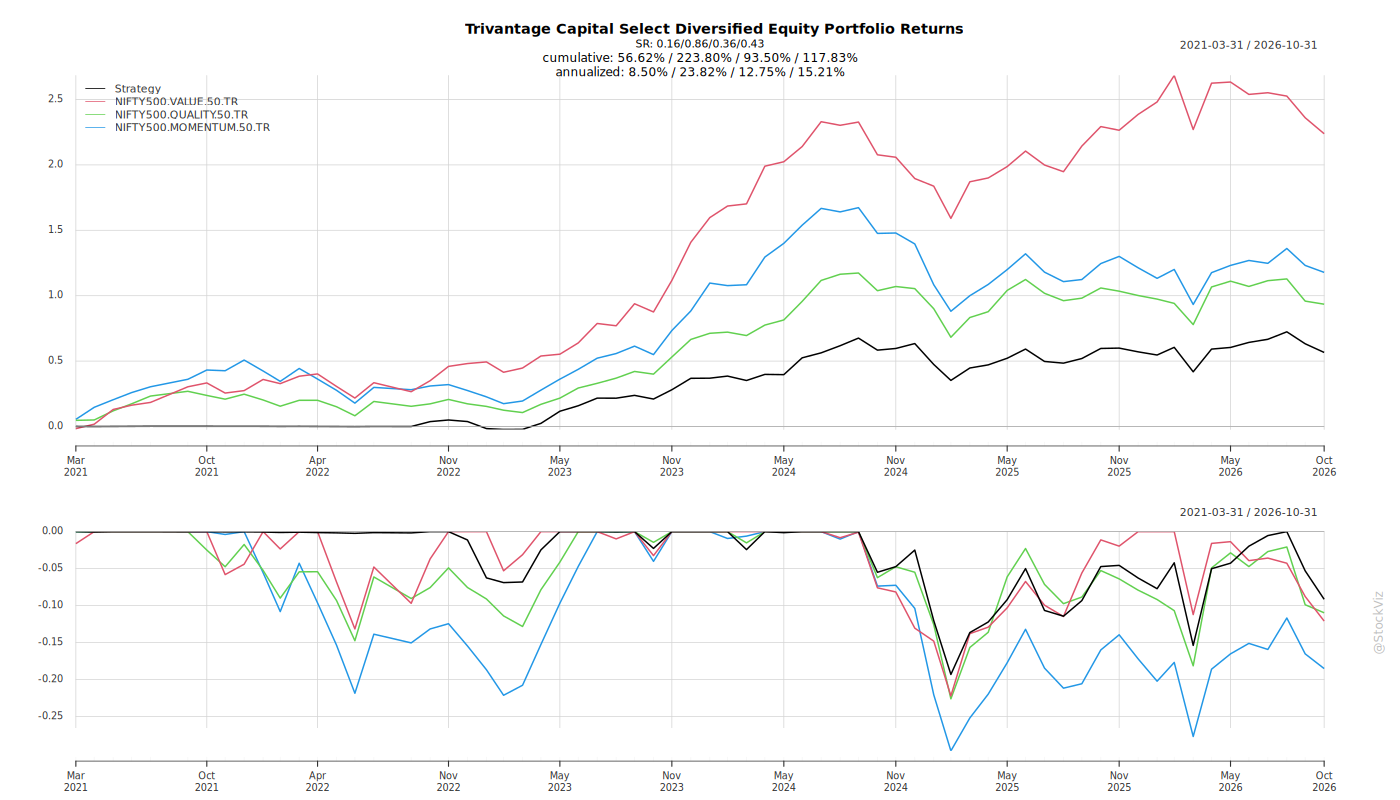 Trivantage Capital Select Diversified Equity Portfolio Returns
SR: 0.16/0.86/0.36/0.43
cumulative: 56.62% / 223.80% / 93.50% / 117.83%
annualized: 8.50% / 23.82% / 12.75% / 15.21%
2021-03-31 / 2026-10-31
Strategy
NIFTY500.VALUE.50.TR
NIFTY500.QUALITY.50.TR
NIFTY500.MOMENTUM.50.TR
2.5
2.0
1.5
1.0
0.5
0.0
Mar Oct Apr Nov May Nov May Nov May Nov May Oct
2021 2021 2022 2022 2023 2023 2024 2024 2025 2025 2026 2026
2021-03-31 / 2026-10-31
0.00
-0.05
-0.10
-0.15
-0.20
-0.25
Mar Oct Apr Nov May Nov May Nov May Nov May Oct
2021 2021 2022 2022 2023 2023 2024 2024 2025 2025 2026 2026
@StockViz